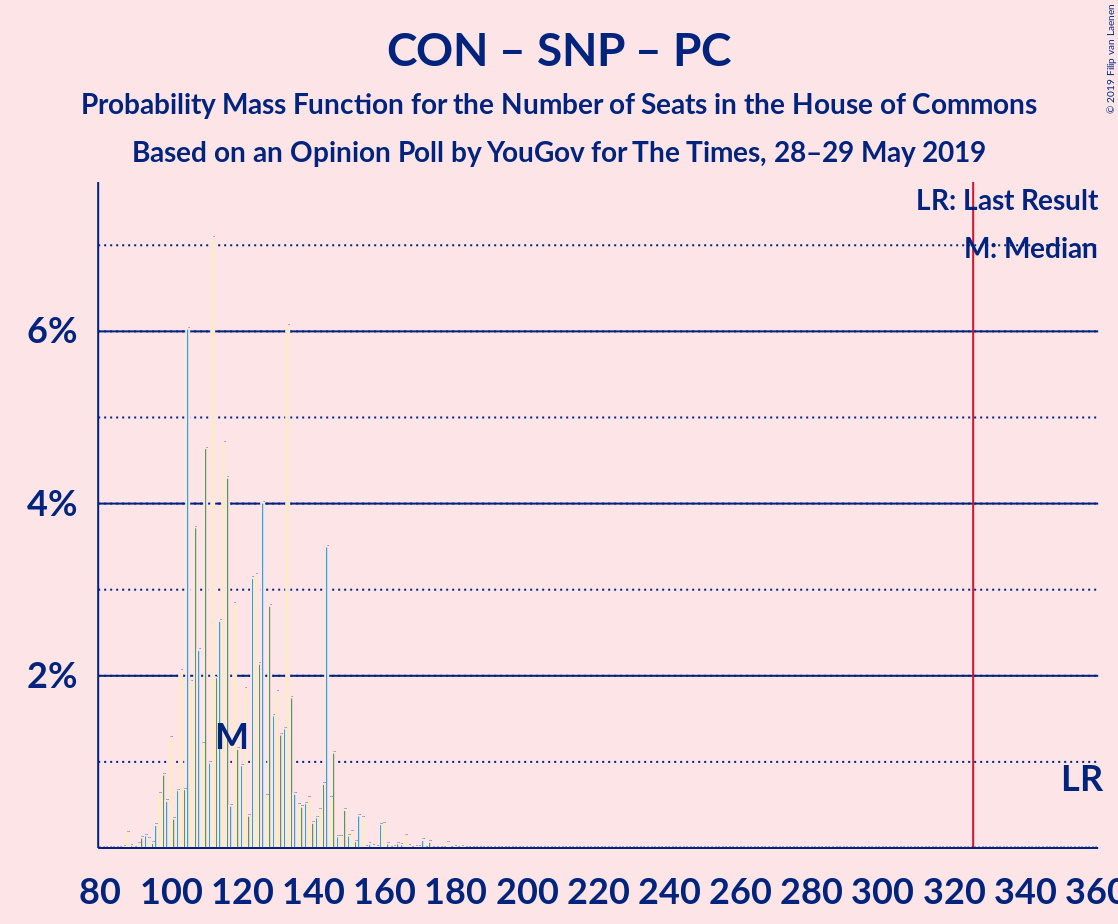 CON – SNP – PC
Probability Mass Function for the Number of Seats in the House of Commons
Based on an Opinion Poll by YouGov for The Times, 28–29 May 2019
© 2019 Filip van Laenen
LR: Last Result
M: Median
6%
4%
2%
M
LR
80 100 120 140 160 180 200 220 240 260 280 300 320 340 360